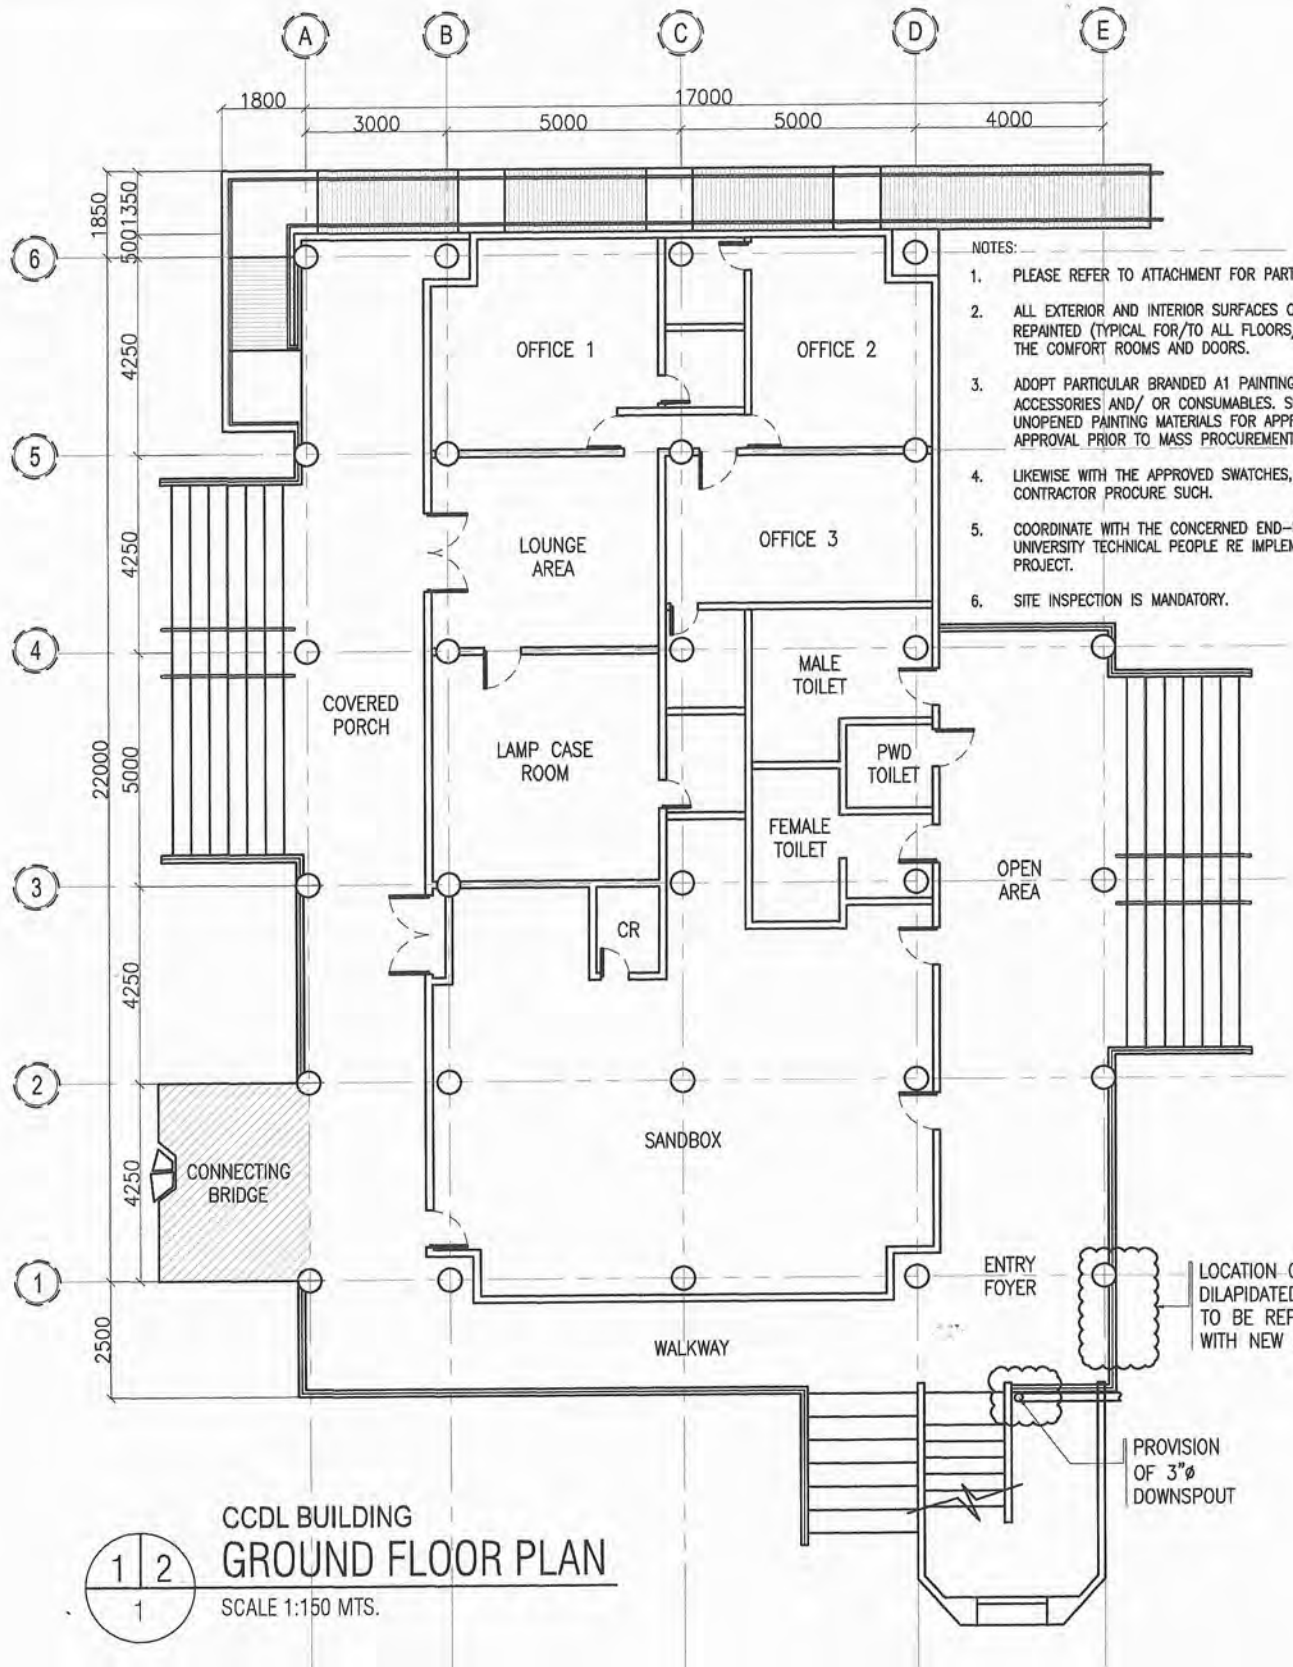 A
B
C
D
E
1800
17000
3000
5000
5000
4000
1850
1350
500
4250
4250
5000
22000
4250
4250
2500
6
5
4
3
2
1
NOTES:
1. PLEASE REFER TO ATTACHMENT FOR PART
2. ALL EXTERIOR AND INTERIOR SURFACES
REPAINTED (TYPICAL FOR/TO ALL FLOORS,
THE COMFORT ROOMS AND DOORS.
3. ADOPT PARTICULAR BRANDED A1 PAINTING
ACCESSORIES AND/ OR CONSUMABLES.
UNOPENED PAINTING MATERIALS FOR
APPROVAL PRIOR TO MASS PROCUREMENT
4. LIKEWISE WITH THE APPROVED SWATCHES,
CONTRACTOR PROCURE SUCH.
5. COORDINATE WITH THE CONCERNED END-
UNIVERSITY TECHNICAL PEOPLE RE
PROJECT.
6. SITE INSPECTION IS MANDATORY.
OFFICE 1
OFFICE 2
LOUNGE
AREA
OFFICE 3
COVERED
PORCH
MALE
TOILET
LAMP CASE
ROOM
PWD
TOILET
FEMALE
TOILET
OPEN
AREA
CR
SANDBOX
CONNECTING
BRIDGE
ENTRY
FOYER
WALKWAY
LOCATION
DILAPIDATED
TO BE
WITH NEW
PROVISION
OF 3"ø
DOWNSPOUT
1 2
1
CCDL BUILDING
GROUND FLOOR PLAN
SCALE 1:150 MTS.